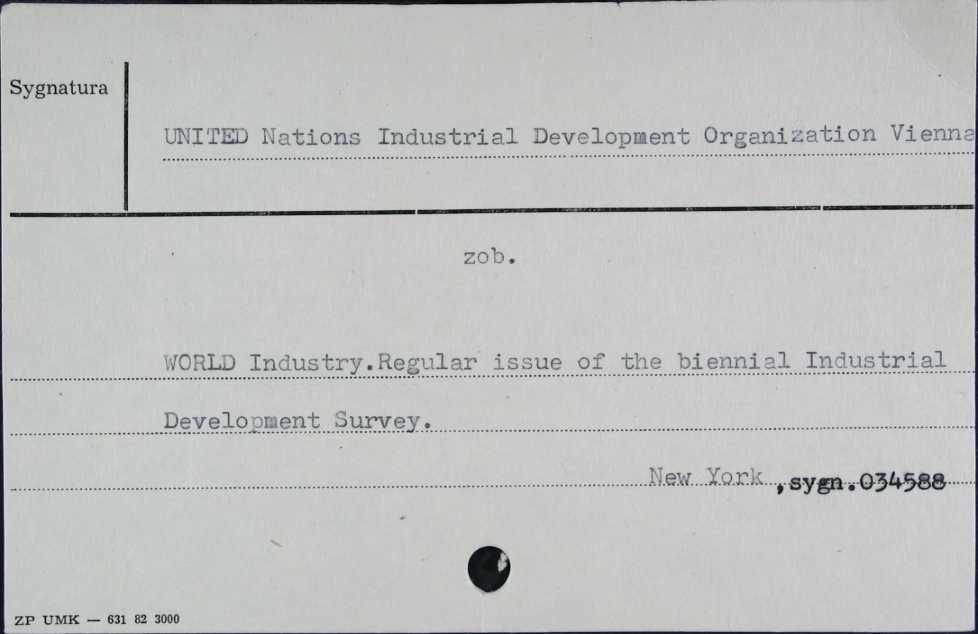 Sygnatura
UNITED Nations Industrial Development Organization Vienna
zob.
WORLD Industry.Regular issue of the biennial Industrial
Development Survey.
New York ,sygn.034588
ZP UMK — 631 82 3000